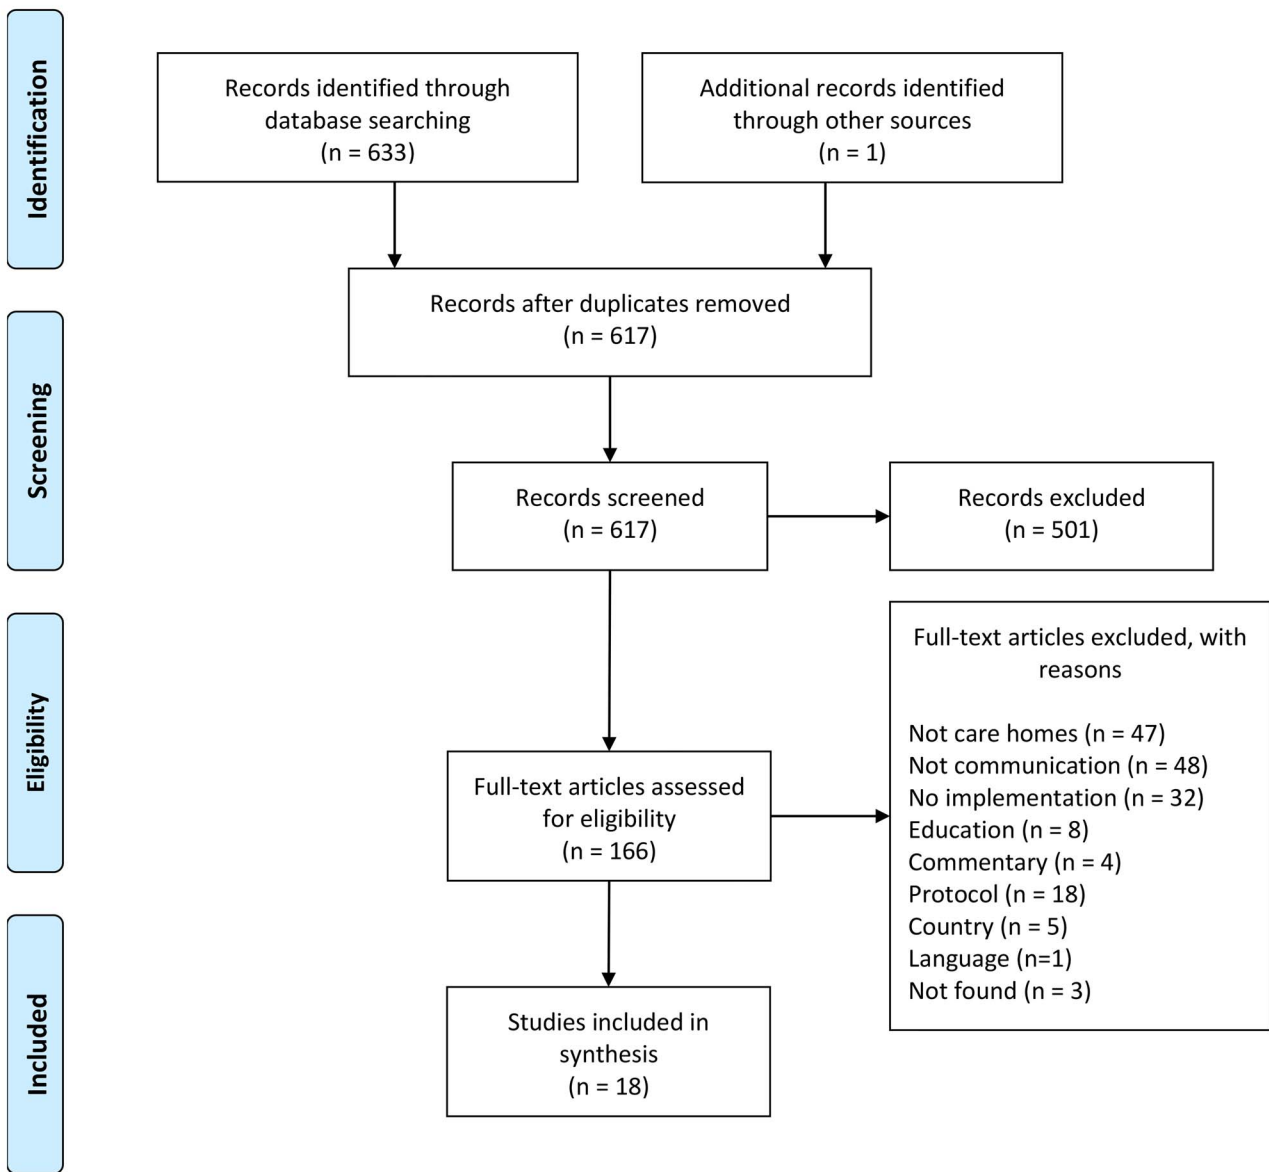 Identification
Records identified through
database searching
(n = 633)
Additional records identified
through other sources
(n = 1)
Records after duplicates removed
(n = 617)
Screening
Records screened
(n = 617)
Records excluded
(n = 501)
Eligibility
Full-text articles assessed
for eligibility
(n = 166)
Full-text articles excluded, with
reasons
Not care homes (n = 47)
Not communication (n = 48)
No implementation (n = 32)
Education (n = 8)
Commentary (n = 4)
Protocol (n = 18)
Country (n = 5)
Language (n=1)
Not found (n = 3)
Included
Studies included in
synthesis
(n = 18)